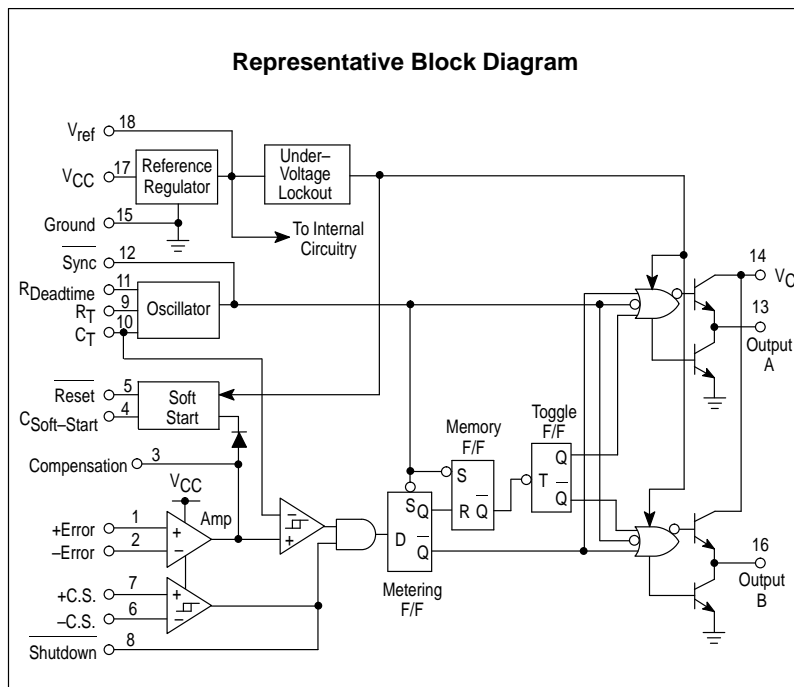 Representative Block Diagram
Vref
18
VCC
17
Reference
Regulator
Under–
Voltage
Lockout
Ground
15
To Internal
Circuitry
Sync
12
RDeadtime
11
RT
9
CT
10
Oscillator
14
VC
13
Output
A
Reset
5
CSoft–Start
4
Soft
Start
Compensation
3
Memory
F/F
S
R
Q
Toggle
F/F
T
Q
Q
VCC
Amp
+Error
1
–Error
2
+
–
–
+
D
S
Q
Q
Metering
F/F
+C.S.
7
–C.S.
6
+
–
Shutdown
8
16
Output
B